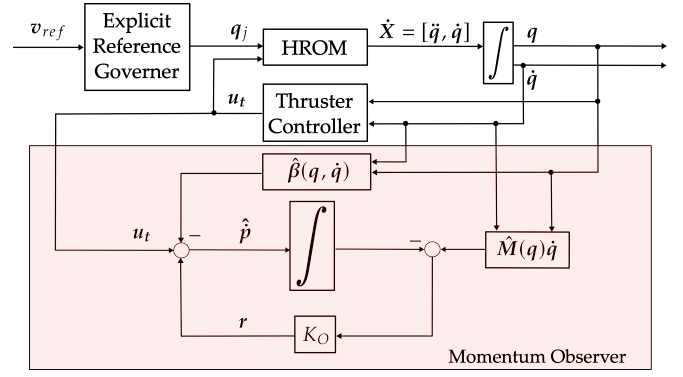 v_ref
Explicit
Reference
Governer
q_j
HROM
Ẋ = [q̈, q̇]
∫
q
q̇
u_t
Thruster
Controller
β̂(q, q̇)
u_t
−
p̂̇
∫
−
M̂(q)q̇
r
K_O
Momentum Observer